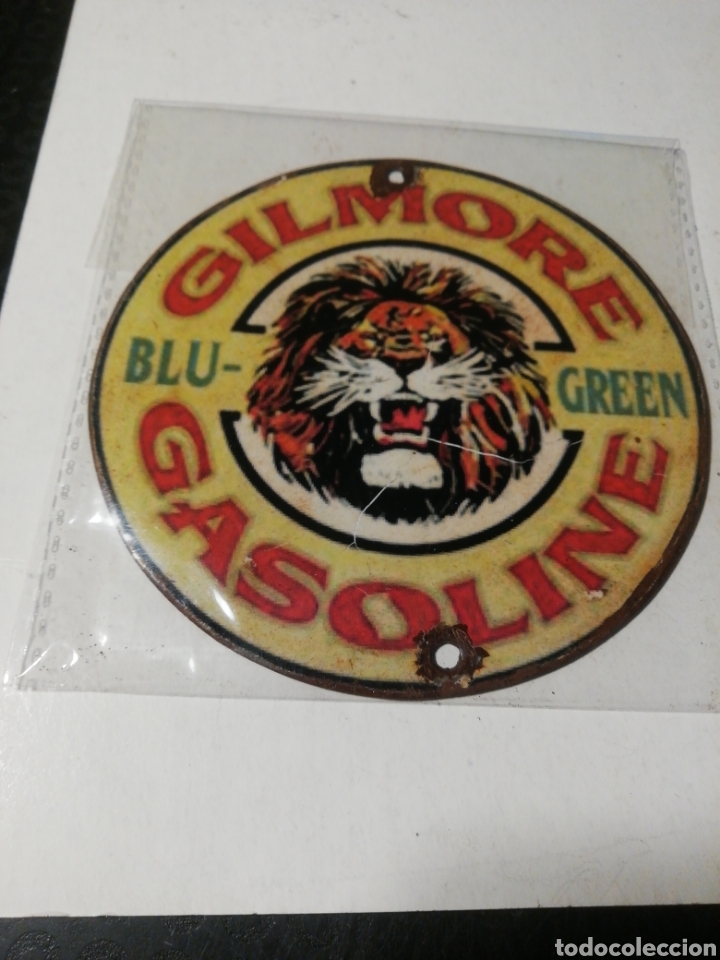 GILMORE
BLU-GREEN
GASOLINE
todocoleccion